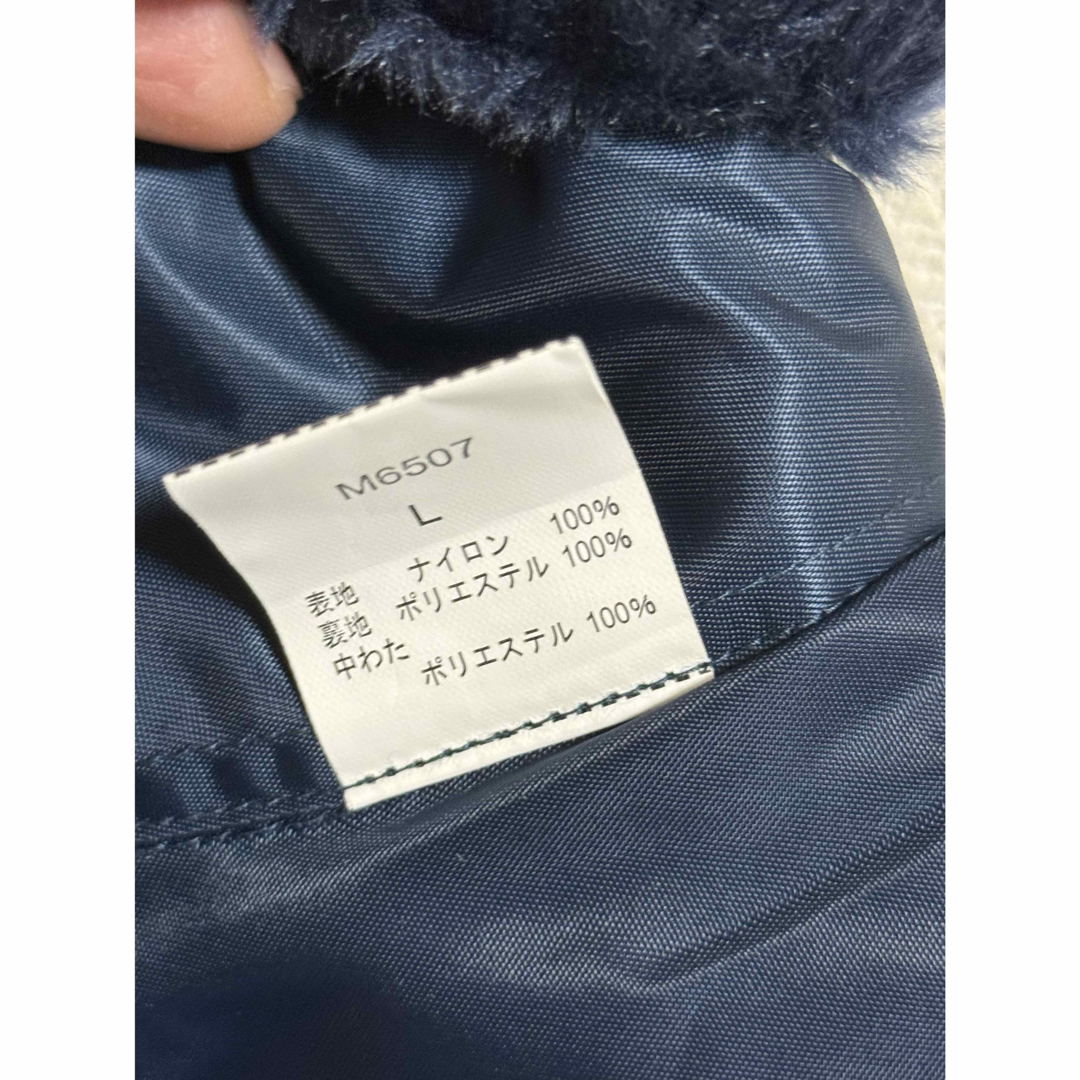 M6507
L
表地 ナイロン 100%
裏地 ポリエステル 100%
中わた
ポリエステル 100%